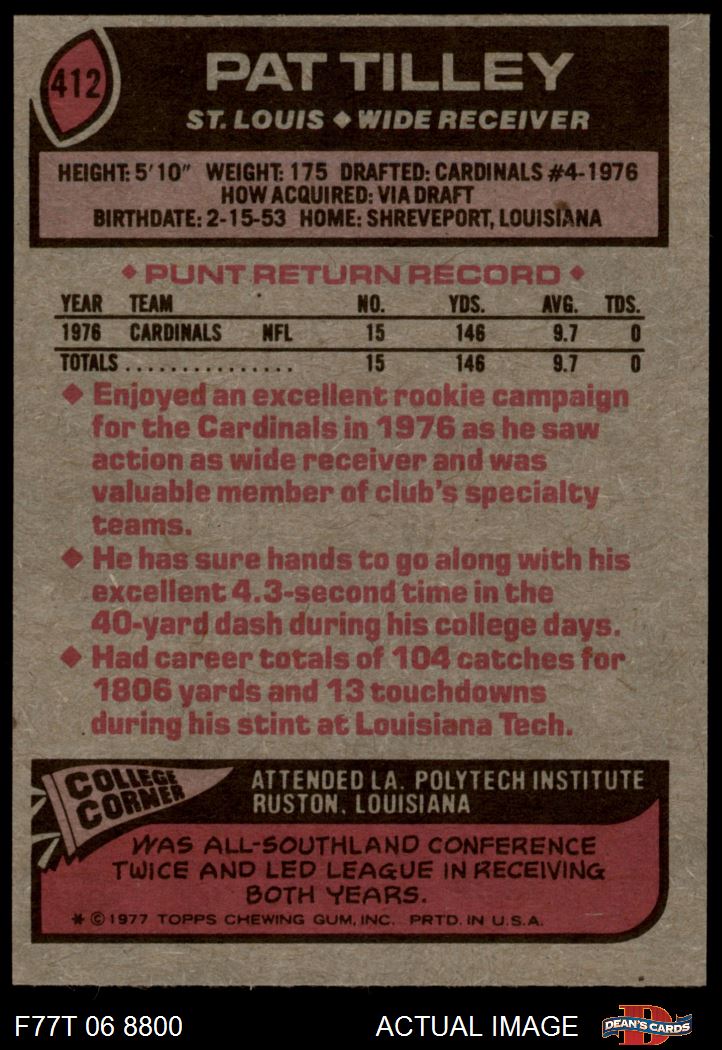 412
PAT TILLEY
ST. LOUIS ◆ WIDE RECEIVER
HEIGHT: 5'10" WEIGHT: 175 DRAFTED: CARDINALS #4-1976
HOW ACQUIRED: VIA DRAFT
BIRTHDATE: 2-15-53 HOME: SHREVEPORT, LOUISIANA
◆ PUNT RETURN RECORD ◆
YEAR TEAM NO. YDS. AVG. TDS.
1976 CARDINALS NFL 15 146 9.7 0
TOTALS ................ 15 146 9.7 0
◆ Enjoyed an excellent rookie campaign
for the Cardinals in 1976 as he saw
action as wide receiver and was
valuable member of club's specialty
teams.
◆ He has sure hands to go along with his
excellent 4.3-second time in the
40-yard dash during his college days.
◆ Had career totals of 104 catches for
1806 yards and 13 touchdowns
during his stint at Louisiana Tech.
COLLEGE
CORNER
ATTENDED LA. POLYTECH INSTITUTE
RUSTON, LOUISIANA
WAS ALL-SOUTHLAND CONFERENCE
TWICE AND LED LEAGUE IN RECEIVING
BOTH YEARS.
* © 1977 TOPPS CHEWING GUM, INC. PRTD. IN U.S.A.
F77T 06 8800 ACTUAL IMAGE
D
DEAN'S CARDS